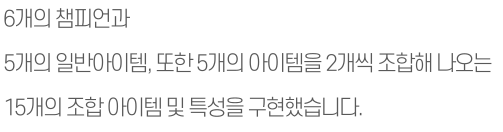 6개의 챔피언과
5개의 일반아이템, 또한 5개의 아이템을 2개씩 조합해 나오는
15개의 조합 아이템 및 특성을 구현했습니다.